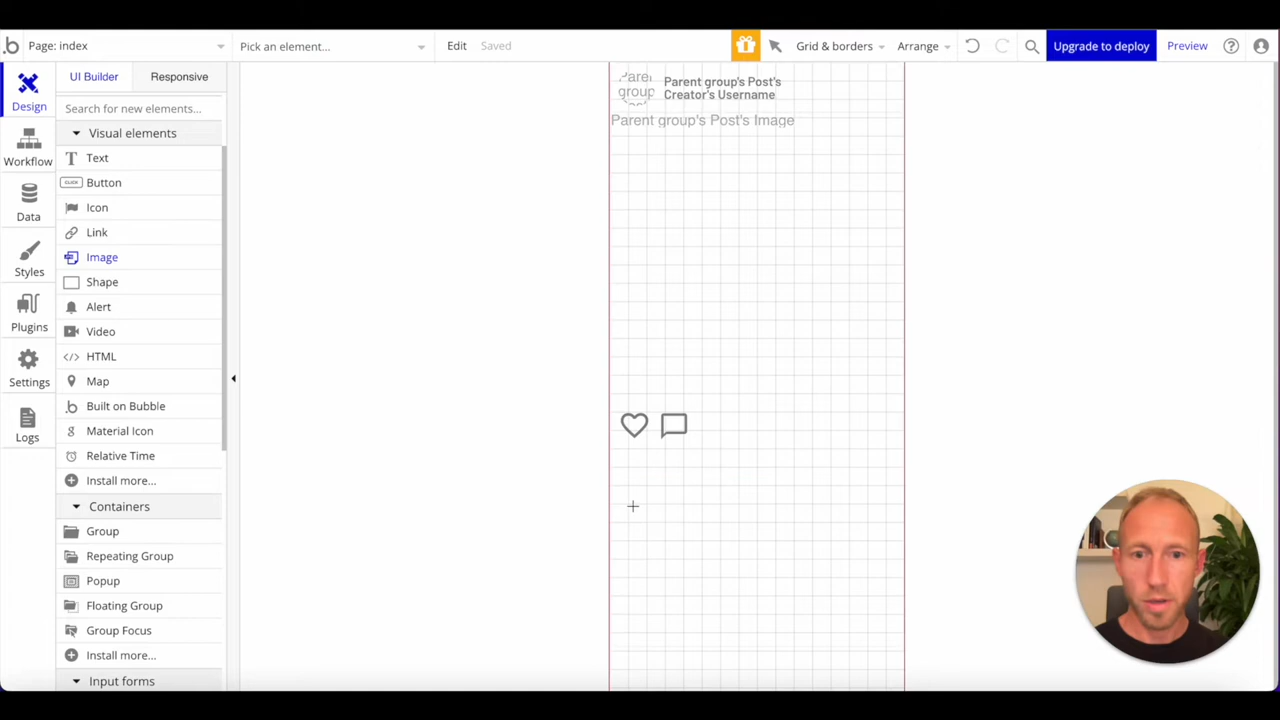 Page: index
Pick an element...
Edit
Saved
Grid & borders
Arrange
Upgrade to deploy
Preview
Design
Workflow
Data
Styles
Plugins
Settings
Logs
UI Builder
Responsive
Search for new elements...
Visual elements
Text
CLICK
Button
Icon
Link
Image
Shape
Alert
Video
HTML
Map
Built on Bubble
Material Icon
Relative Time
Install more...
Containers
Group
Repeating Group
Popup
Floating Group
Group Focus
Install more...
Input forms
group
Parent group's Post's
Creator's Username
Parent group's Post's Image